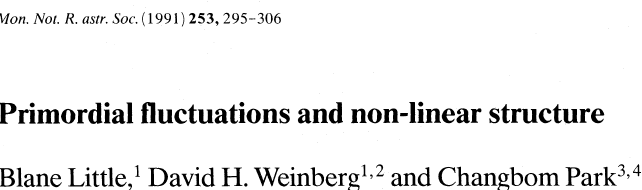 Mon. Not. R. astr. Soc. (1991) 253, 295–306
Primordial fluctuations and non-linear structure
Blane Little,¹ David H. Weinberg¹,² and Changbom Park³,⁴